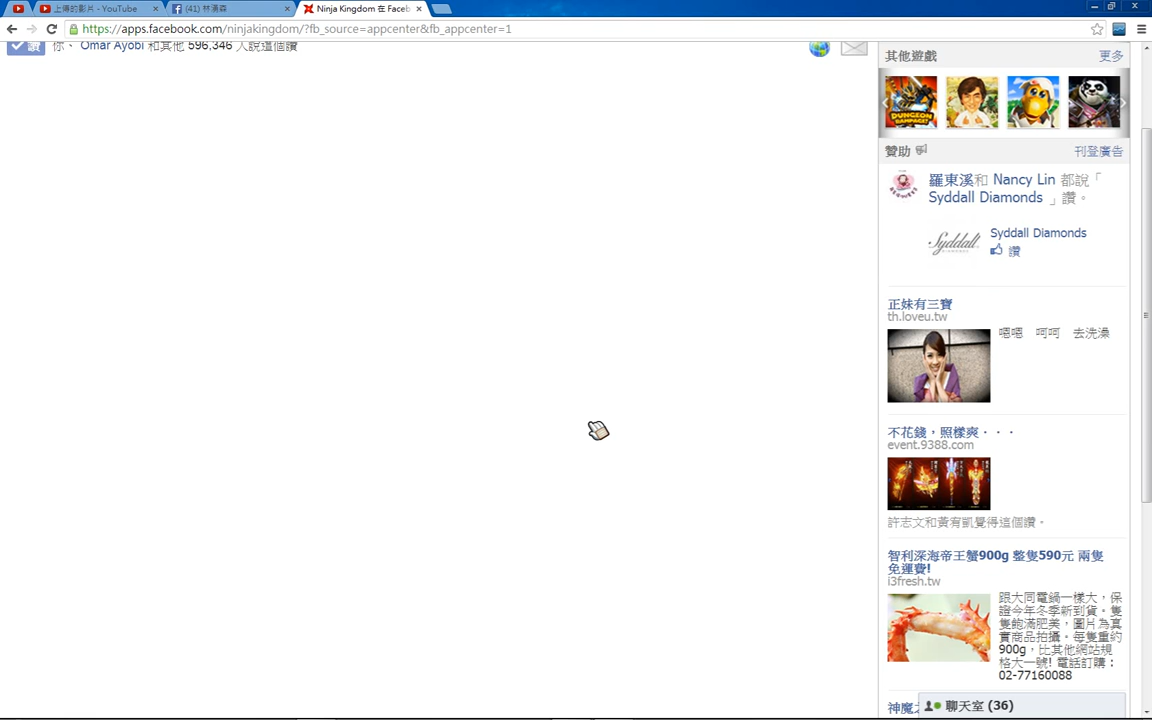 上傳的影片 - YouTube
(41) 林湧森
Ninja Kingdom 在 Faceb
https://apps.facebook.com/ninjakingdom/?fb_source=appcenter&fb_appcenter=1
讚 你、 Omar Ayobi 和其他 596,346 人說這個讚
其他遊戲 更多
DUNGEON RAMPAGE!
贊助 刊登廣告
羅東溪和 Nancy Lin 都說「
Syddall Diamonds 」讚。
Syddall
Syddall Diamonds
讚
正妹有三寶
th.loveu.tw
嗯嗯 呵呵 去洗澡
不花錢，照樣爽・・・
event.9388.com
許志文和黃宥凱覺得這個讚。
智利深海帝王蟹900g 整隻590元 兩隻
免運費!
i3fresh.tw
跟大同電鍋一樣大，保
證今年冬季新到貨。隻
隻飽滿肥美，圖片為真
實商品拍攝。每隻重約
900g，比其他網站規
格大一號! 電話訂購：
02-77160088
神魔之
聊天室 (36)